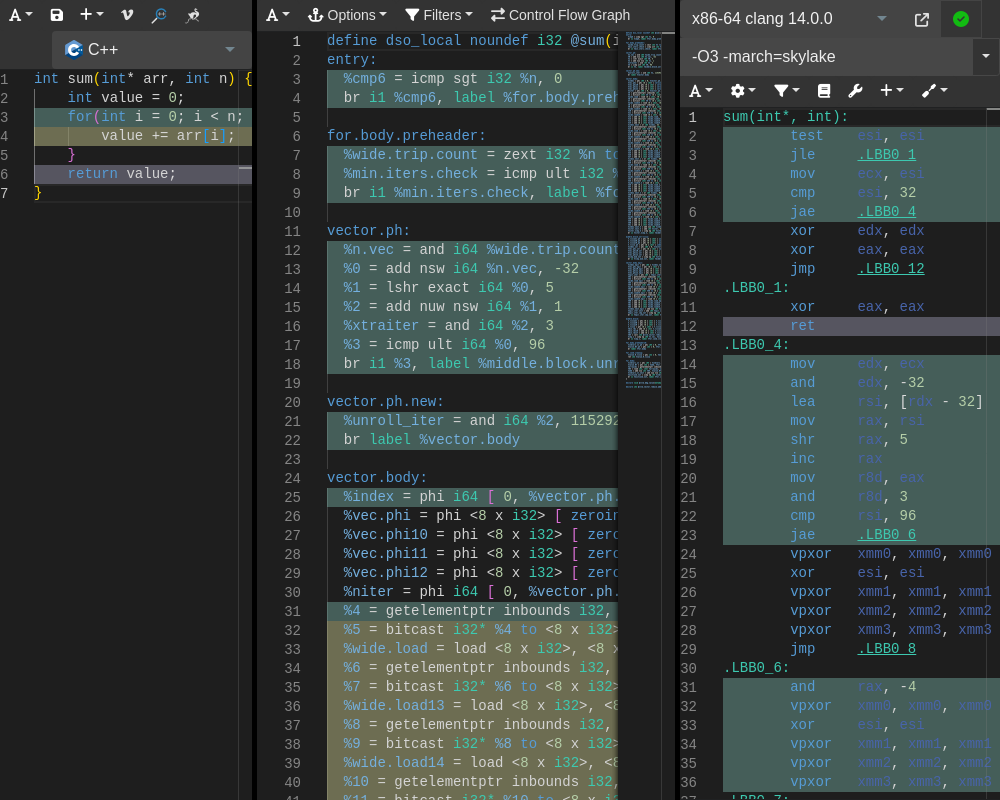 A
+
C++
1 int sum(int* arr, int n) {
2 int value = 0;
3 for(int i = 0; i < n;
4 value += arr[i];
5 }
6 return value;
7 }
A Options Filters Control Flow Graph
1 define dso_local noundef i32 @sum(i
2 entry:
3 %cmp6 = icmp sgt i32 %n, 0
4 br i1 %cmp6, label %for.body.preh
5
6 for.body.preheader:
7 %wide.trip.count = zext i32 %n to
8 %min.iters.check = icmp ult i32 %
9 br i1 %min.iters.check, label %fo
10
11 vector.ph:
12 %n.vec = and i64 %wide.trip.count
13 %0 = add nsw i64 %n.vec, -32
14 %1 = lshr exact i64 %0, 5
15 %2 = add nuw nsw i64 %1, 1
16 %xtraiter = and i64 %2, 3
17 %3 = icmp ult i64 %0, 96
18 br i1 %3, label %middle.block.unr
19
20 vector.ph.new:
21 %unroll_iter = and i64 %2, 115292
22 br label %vector.body
23
24 vector.body:
25 %index = phi i64 [ 0, %vector.ph.
26 %vec.phi = phi <8 x i32> [ zeroin
27 %vec.phi10 = phi <8 x i32> [ zero
28 %vec.phi11 = phi <8 x i32> [ zero
29 %vec.phi12 = phi <8 x i32> [ zero
30 %niter = phi i64 [ 0, %vector.ph.
31 %4 = getelementptr inbounds i32,
32 %5 = bitcast i32* %4 to <8 x i32>
33 %wide.load = load <8 x i32>, <8 x
34 %6 = getelementptr inbounds i32,
35 %7 = bitcast i32* %6 to <8 x i32>
36 %wide.load13 = load <8 x i32>, <8
37 %8 = getelementptr inbounds i32,
38 %9 = bitcast i32* %8 to <8 x i32>
39 %wide.load14 = load <8 x i32>, <8
40 %10 = getelementptr inbounds i32,
41 %11 = bitcast i32* %10 to <8 x i3
x86-64 clang 14.0.0
-O3 -march=skylake
A
+
1 sum(int*, int):
2 test esi, esi
3 jle .LBB0_1
4 mov ecx, esi
5 cmp esi, 32
6 jae .LBB0_4
7 xor edx, edx
8 xor eax, eax
9 jmp .LBB0_12
10 .LBB0_1:
11 xor eax, eax
12 ret
13 .LBB0_4:
14 mov edx, ecx
15 and edx, -32
16 lea rsi, [rdx - 32]
17 mov rax, rsi
18 shr rax, 5
19 inc rax
20 mov r8d, eax
21 and r8d, 3
22 cmp rsi, 96
23 jae .LBB0_6
24 vpxor xmm0, xmm0, xmm0
25 xor esi, esi
26 vpxor xmm1, xmm1, xmm1
27 vpxor xmm2, xmm2, xmm2
28 vpxor xmm3, xmm3, xmm3
29 jmp .LBB0_8
30 .LBB0_6:
31 and rax, -4
32 vpxor xmm0, xmm0, xmm0
33 xor esi, esi
34 vpxor xmm1, xmm1, xmm1
35 vpxor xmm2, xmm2, xmm2
36 vpxor xmm3, xmm3, xmm3
37 .LBB0_7: